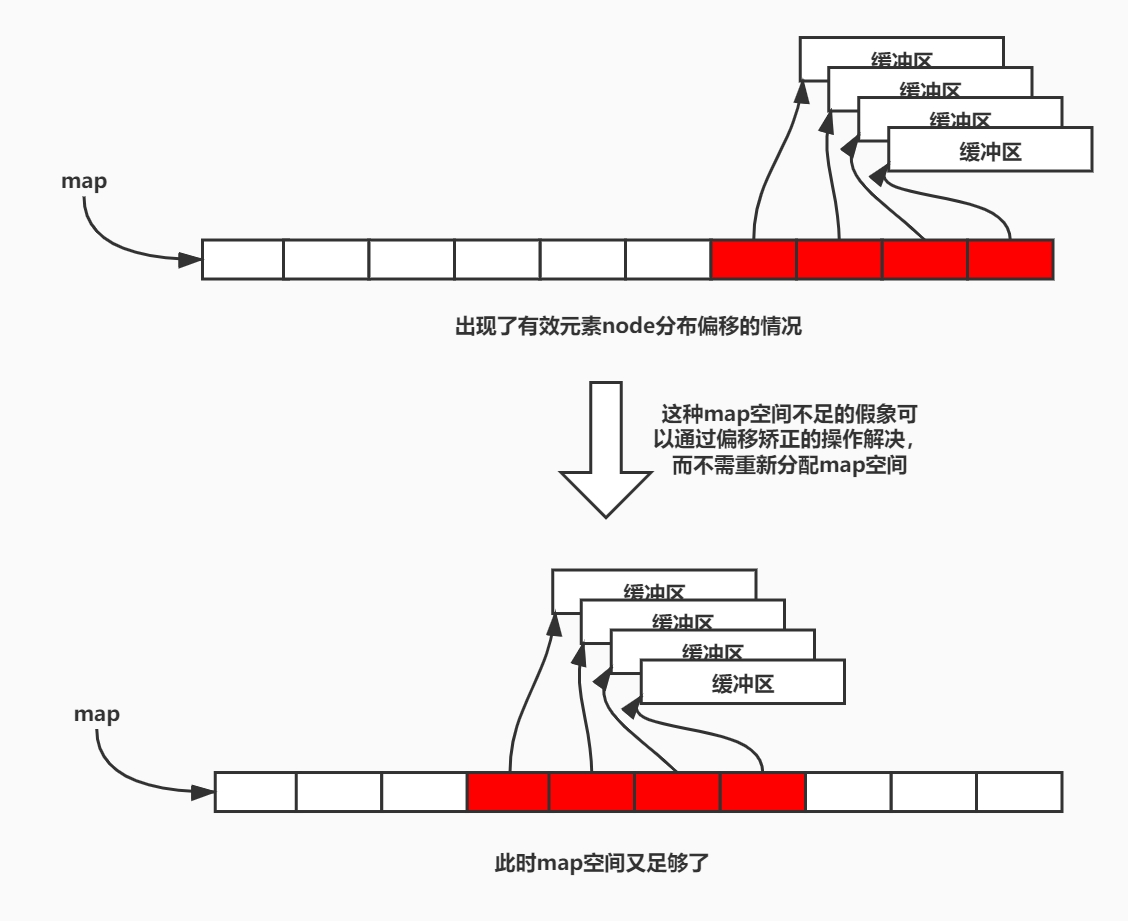 缓冲区
缓冲区
缓冲区
缓冲区
map
出现了有效元素node分布偏移的情况
这种map空间不足的假象可
以通过偏移矫正的操作解决，
而不需重新分配map空间
缓冲区
缓冲区
缓冲区
缓冲区
map
此时map空间又足够了